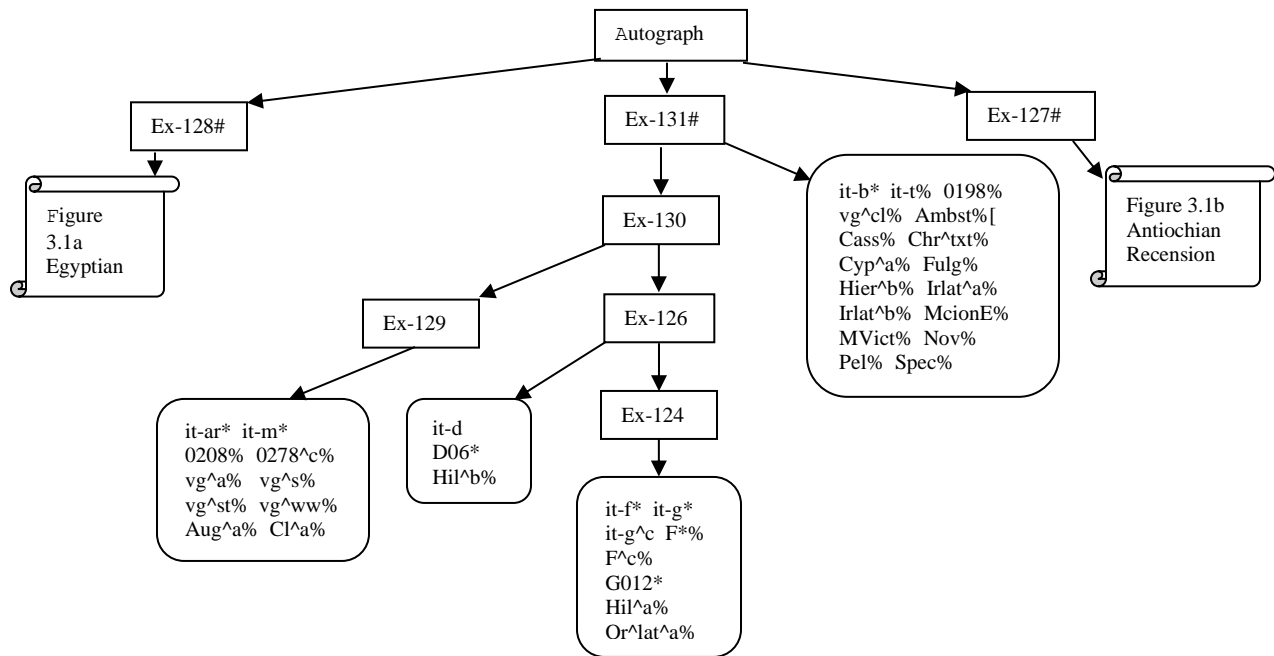 Autograph
Ex-128#
Ex-131#
Ex-127#
Figure
3.1a
Egyptian
it-b* it-t% 0198%
vg^cl% Ambst%[
Cass% Chr^txt%
Cyp^a% Fulg%
Hier^b% Irlat^a%
Irlat^b% McionE%
MVict% Nov%
Pel% Spec%
Figure 3.1b
Antiochian
Recension
Ex-130
Ex-129
Ex-126
Ex-124
it-ar* it-m*
0208% 0278^c%
vg^a% vg^s%
vg^st% vg^ww%
Aug^a% Cl^a%
it-d
D06*
Hil^b%
it-f* it-g*
it-g^c F*%
F^c%
G012*
Hil^a%
Or^lat^a%